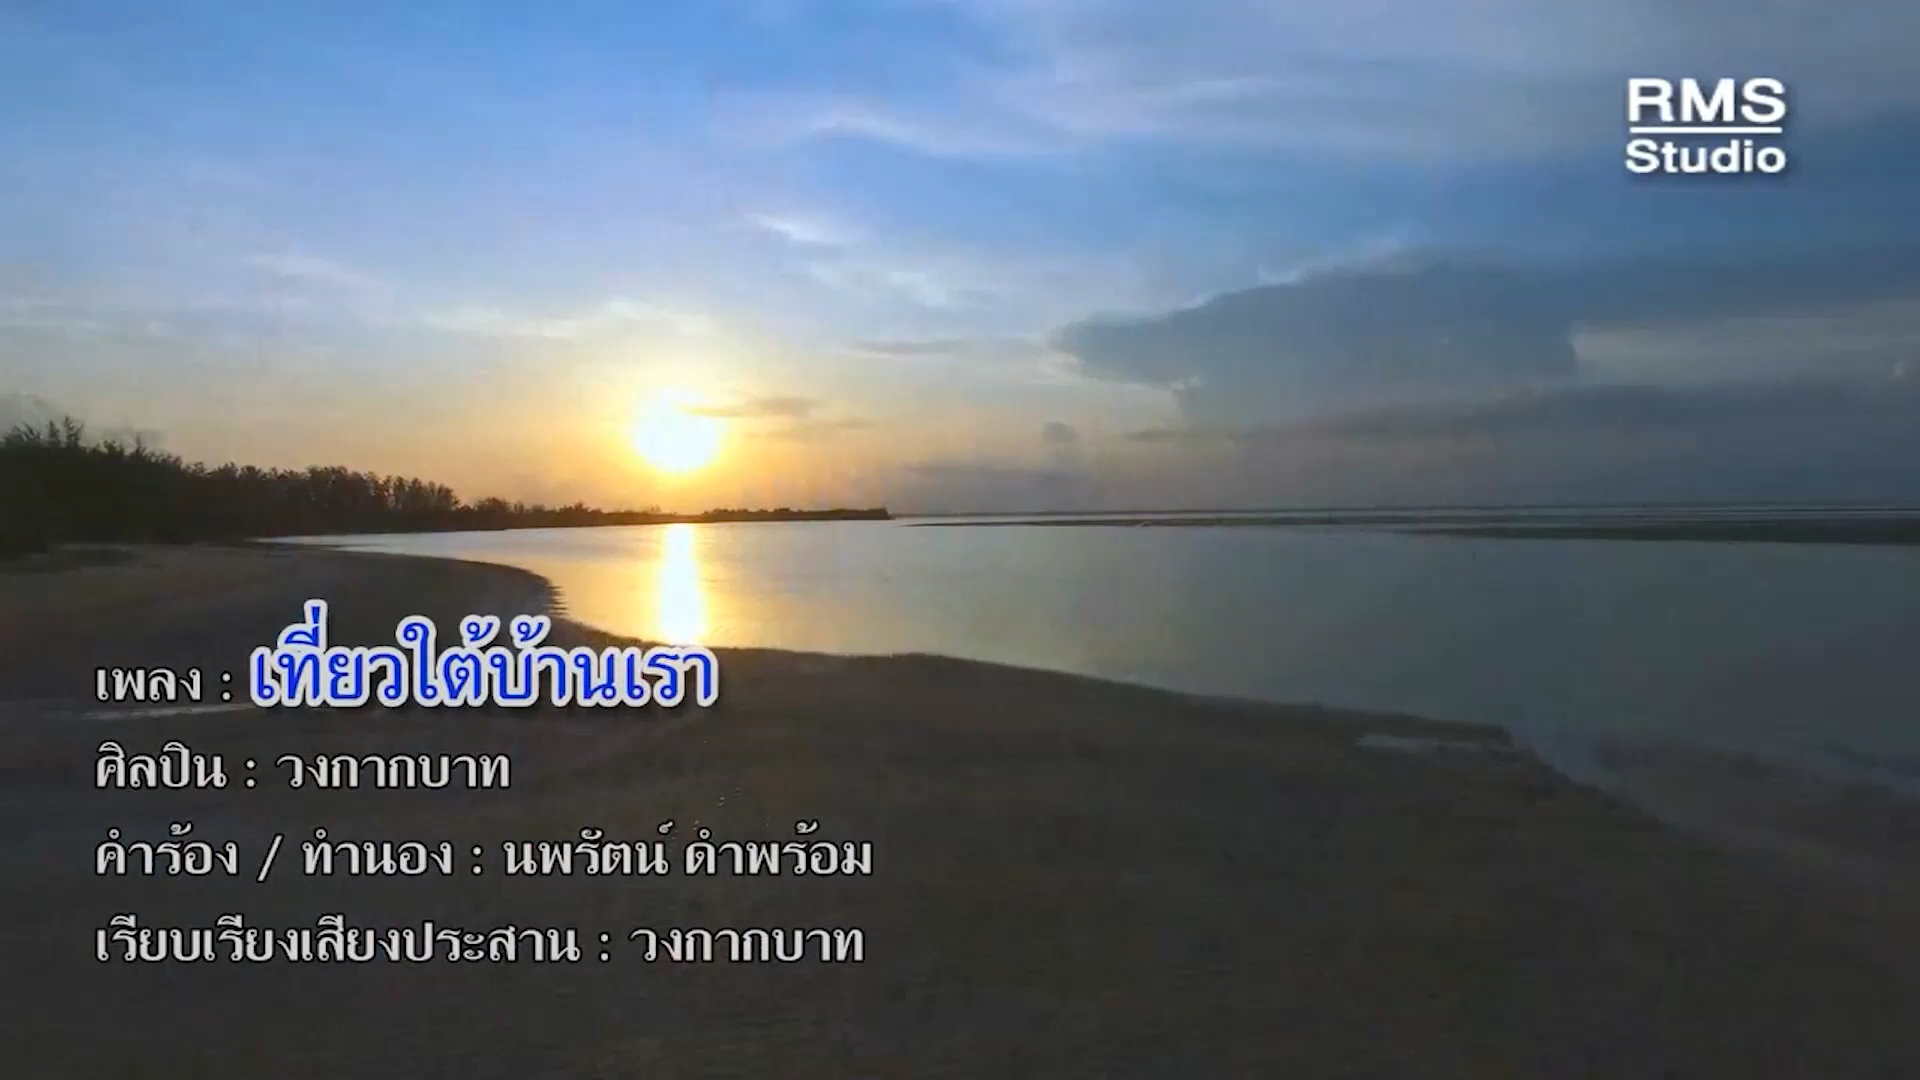 RMS
Studio
เพลง : เที่ยวใต้บ้านเรา
ศิลปิน : วงกากบาท
คำร้อง / ทำนอง : นพรัตน์ ดำพร้อม
เรียบเรียงเสียงประสาน : วงกากบาท